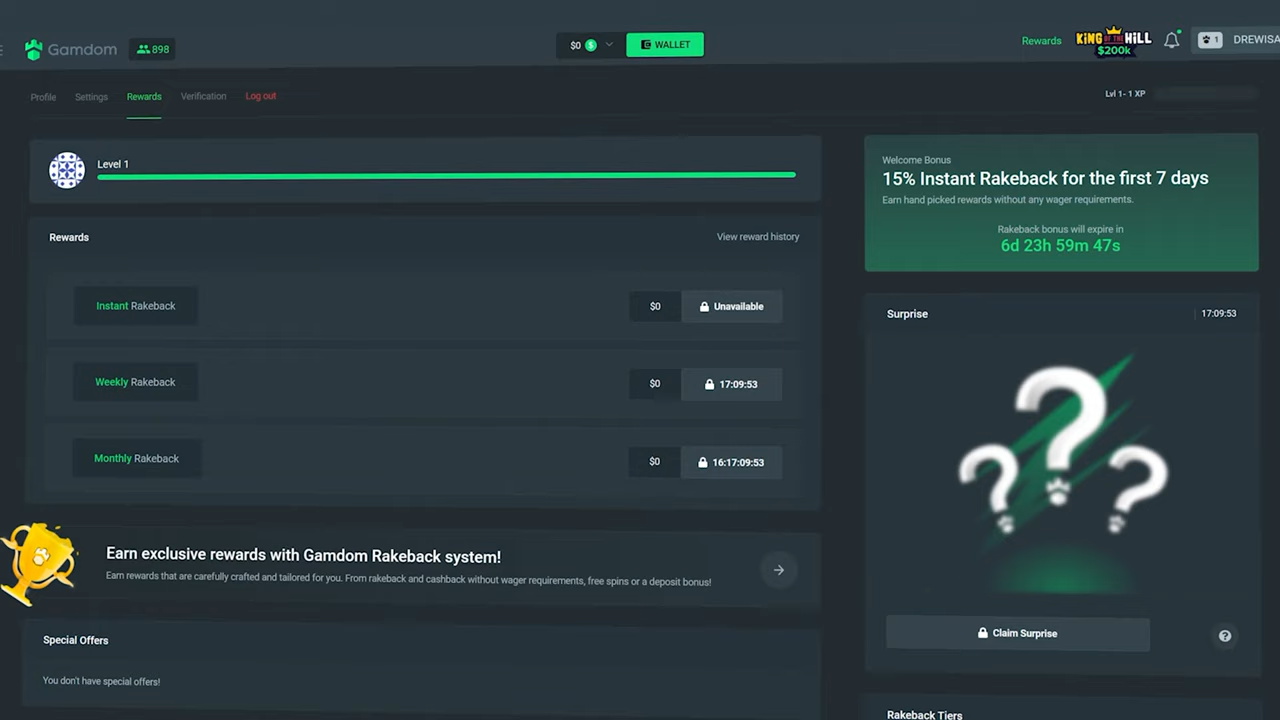 Gamdom
898
$0
WALLET
Rewards
KING OF THE HILL
$200k
1
Profile
Settings
Rewards
Verification
Log out
Lvl 1- 1 XP
Level 1
Welcome Bonus
15% Instant Rakeback for the first 7 days
Earn hand picked rewards without any wager requirements.
Rakeback bonus will expire in
6d 23h 59m 47s
Rewards
View reward history
Instant Rakeback
$0
Unavailable
Weekly Rakeback
$0
17:09:53
Monthly Rakeback
$0
16:17:09:53
Surprise
17:09:53
Claim Surprise
Earn exclusive rewards with Gamdom Rakeback system!
Earn rewards that are carefully crafted and tailored for you. From rakeback and cashback without wager requirements, free spins or a deposit bonus!
Special Offers
You don't have special offers!
Rakeback Tiers